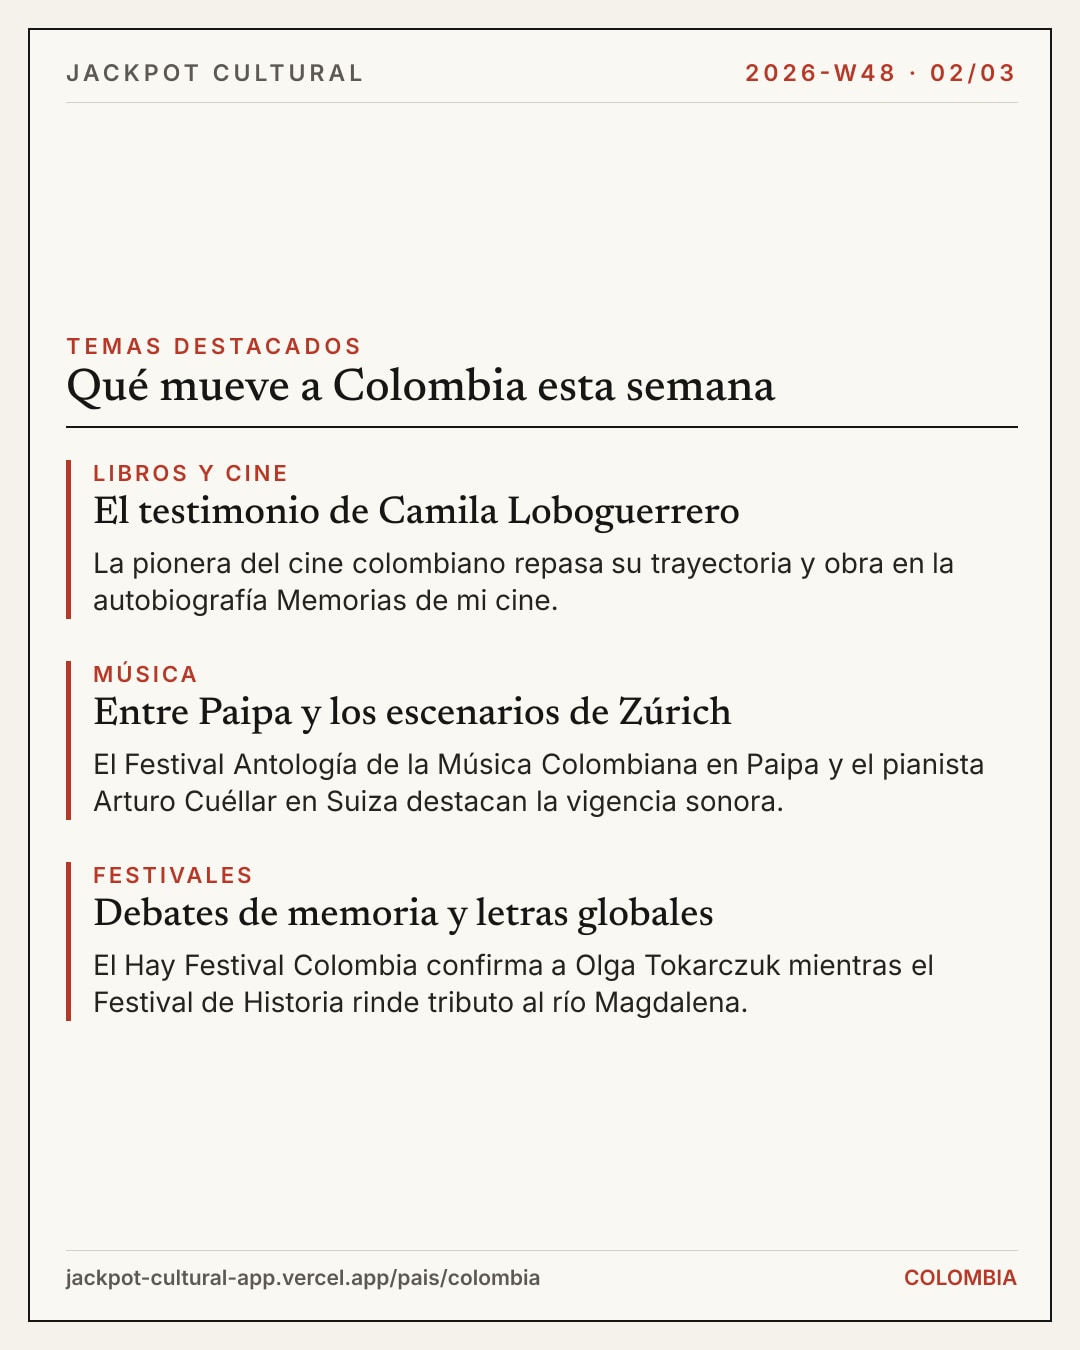 JACKPOT CULTURAL
2026-W48 · 02/03
TEMAS DESTACADOS
Qué mueve a Colombia esta semana
LIBROS Y CINE
El testimonio de Camila Loboguerrero
La pionera del cine colombiano repasa su trayectoria y obra en la
autobiografía Memorias de mi cine.
MÚSICA
Entre Paipa y los escenarios de Zúrich
El Festival Antología de la Música Colombiana en Paipa y el pianista
Arturo Cuéllar en Suiza destacan la vigencia sonora.
FESTIVALES
Debates de memoria y letras globales
El Hay Festival Colombia confirma a Olga Tokarczuk mientras el
Festival de Historia rinde tributo al río Magdalena.
jackpot-cultural-app.vercel.app/pais/colombia
COLOMBIA